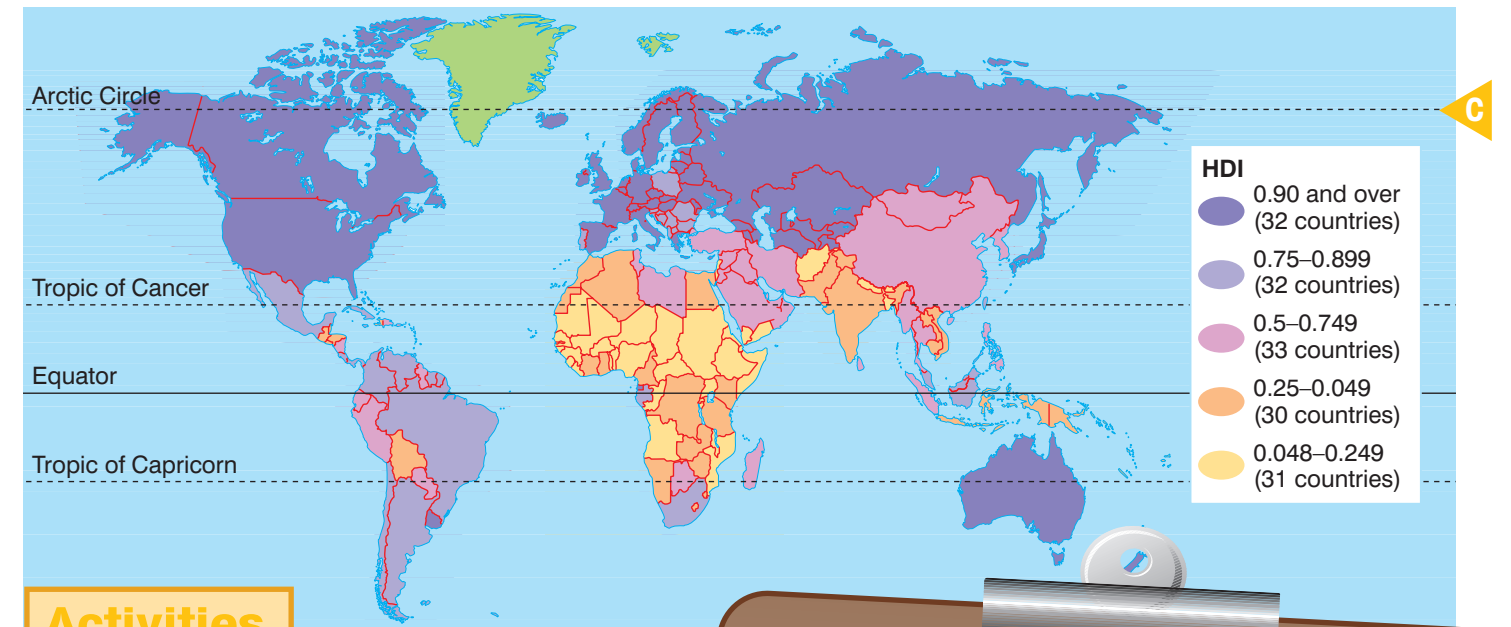 Arctic Circle
C
HDI
0.90 and over
(32 countries)
0.75–0.899
(32 countries)
Tropic of Cancer
0.5–0.749
(33 countries)
Equator
0.25–0.049
(30 countries)
Tropic of Capricorn
0.048–0.249
(31 countries)
Activities